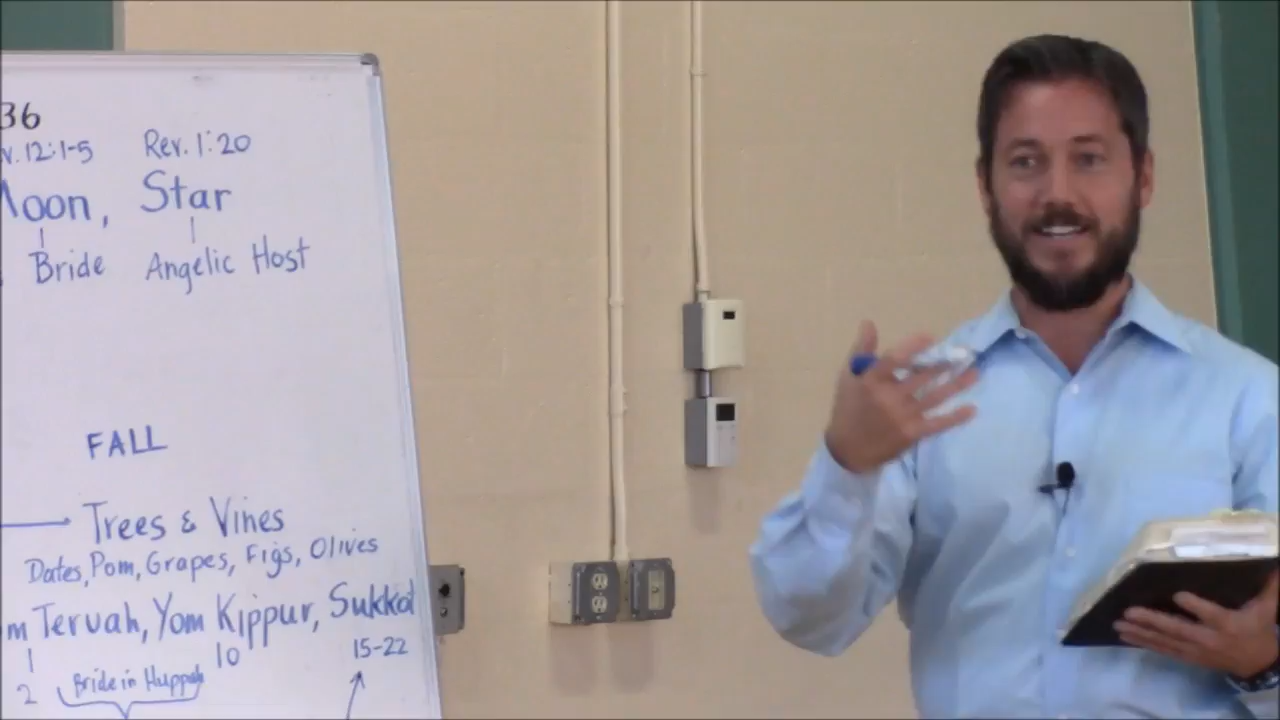 36
v. 12:1-5 Rev. 1:20
Moon, Star
Bride Angelic Host
FALL
Trees & Vines
Dates, Pom, Grapes, Figs, Olives
m Teruah, Yom Kippur, Sukkot
1 10 15-22
2 Bride in Huppah